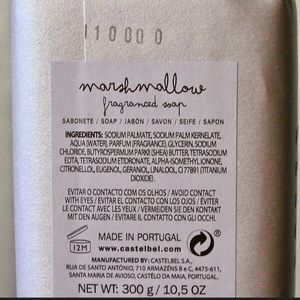 110000
marshmallow
fragranced soap
SABONETE / SOAP / JABÓN / SAVON / SEIFE / SAPON
INGREDIENTS: SODIUM PALMATE, SODIUM PALM KERNELATE,
AQUA (WATER), PARFUM (FRAGRANCE), GLYCERIN, SODIUM
CHLORIDE, BUTYROSPERMUM PARKII (SHEA) BUTTER, TETRASODIUM
EDTA, TETRASODIUM ETIDRONATE, ALPHA-ISOMETHYL IONONE,
CITRONELLOL, EUGENOL, GERANIOL, LINALOOL, CI 77891 (TITANIUM
DIOXIDE).
EVITAR O CONTACTO COM OS OLHOS / AVOID CONTACT
WITH EYES / EVITAR EL CONTACTO CON LOS OJOS / EVITER
LE CONTACT AVEC LES YEUX / VERMEIDEN SIE DEN KONTAKT
MIT DEN AUGEN / EVITARE IL CONTATTO CON GLI OCCHI.
12M
MADE IN PORTUGAL
www.castelbel.com
MANUFACTURED BY: CASTELBEL S.A.,
RUA DE SANTO ANTÓNIO, 710 ARMAZÉNS B e C, 4475-611,
SANTA MARIA DE AVIOSO, CASTÊLO DA MAIA, PORTUGAL.
NET WT: 300 g / 10,5 OZ